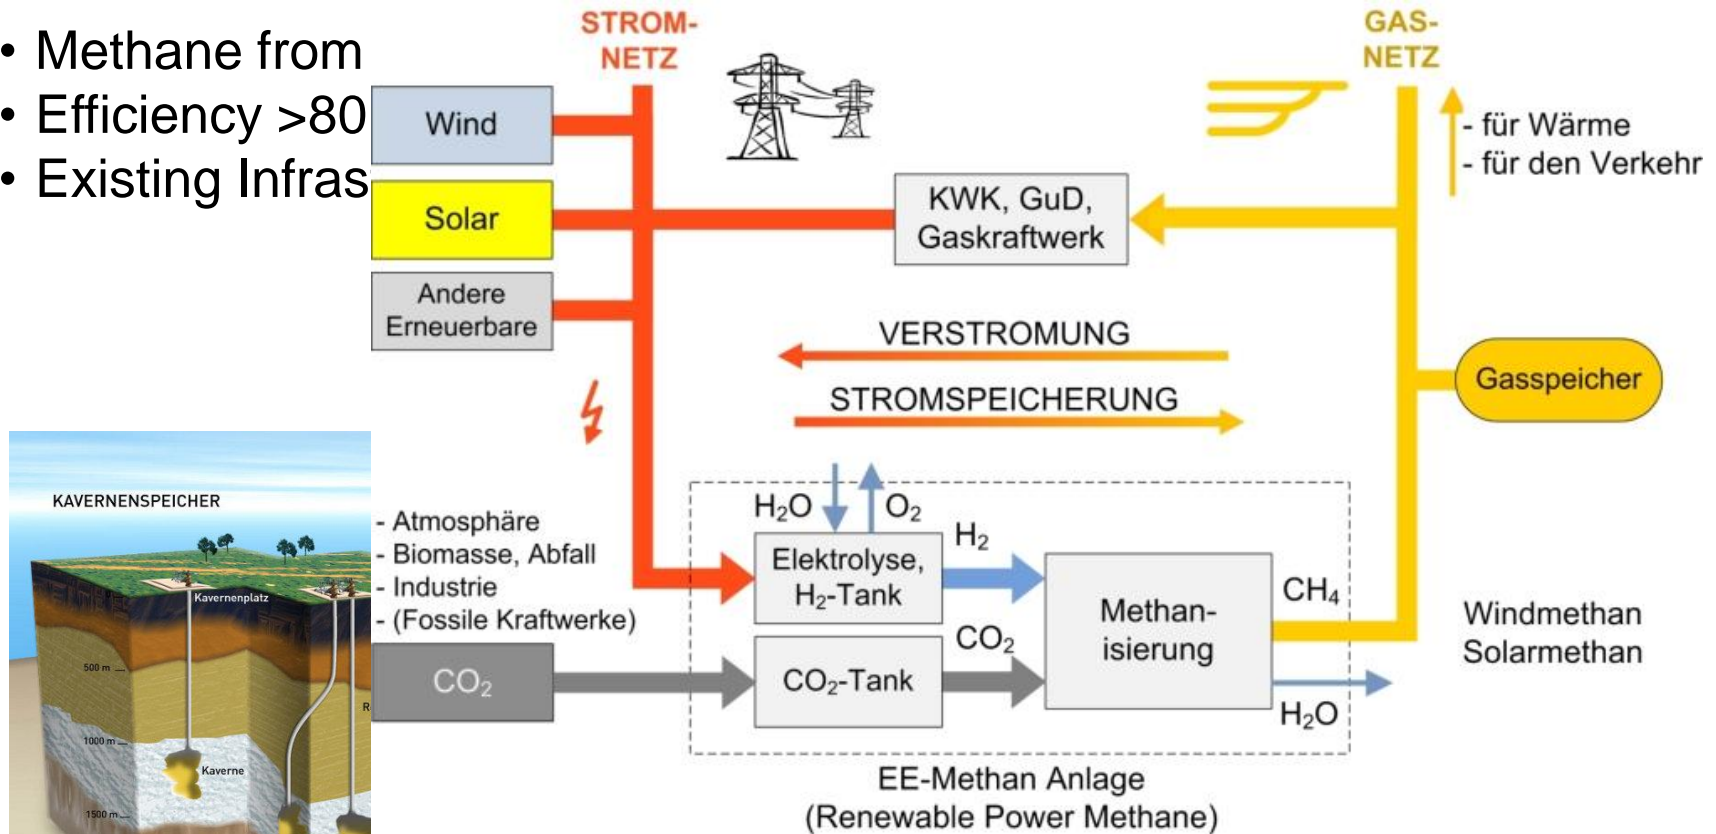 • Methane from
• Efficiency >80
• Existing Infras
STROM-
NETZ
GAS-
NETZ
Wind
Solar
Andere
Erneuerbare
KWK, GuD,
Gaskraftwerk
- für Wärme
- für den Verkehr
VERSTROMUNG
STROMSPEICHERUNG
Gasspeicher
KAVERNENSPEICHER
Kavernenplatz
500 m
1000 m
Kaverne
1500 m
R
- Atmosphäre
- Biomasse, Abfall
- Industrie
- (Fossile Kraftwerke)
CO₂
H₂O
O₂
Elektrolyse,
H₂-Tank
H₂
CO₂-Tank
CO₂
Methan-
isierung
CH₄
H₂O
Windmethan
Solarmethan
EE-Methan Anlage
(Renewable Power Methane)